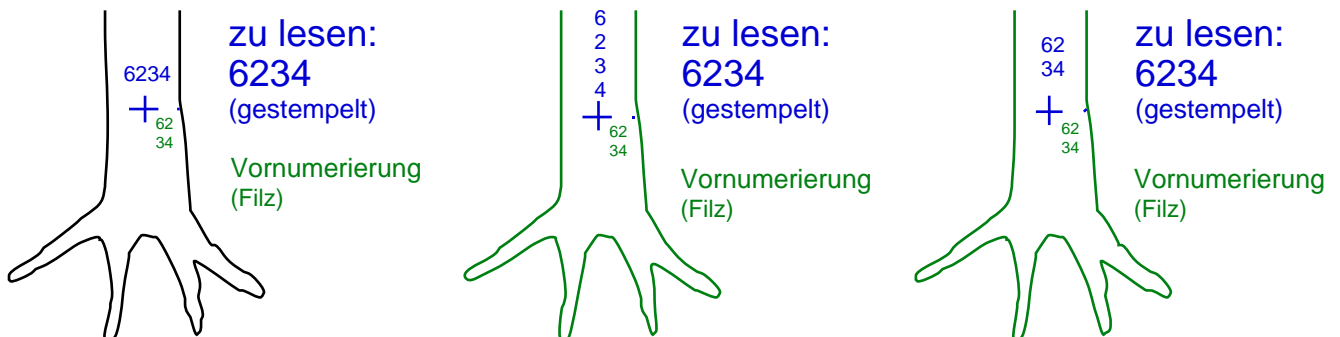 6234
62
34
zu lesen:
6234
(gestempelt)
Vornumerierung
(Filz)
6
2
3
4
62
34
zu lesen:
6234
(gestempelt)
Vornumerierung
(Filz)
62
34
62
34
zu lesen:
6234
(gestempelt)
Vornumerierung
(Filz)